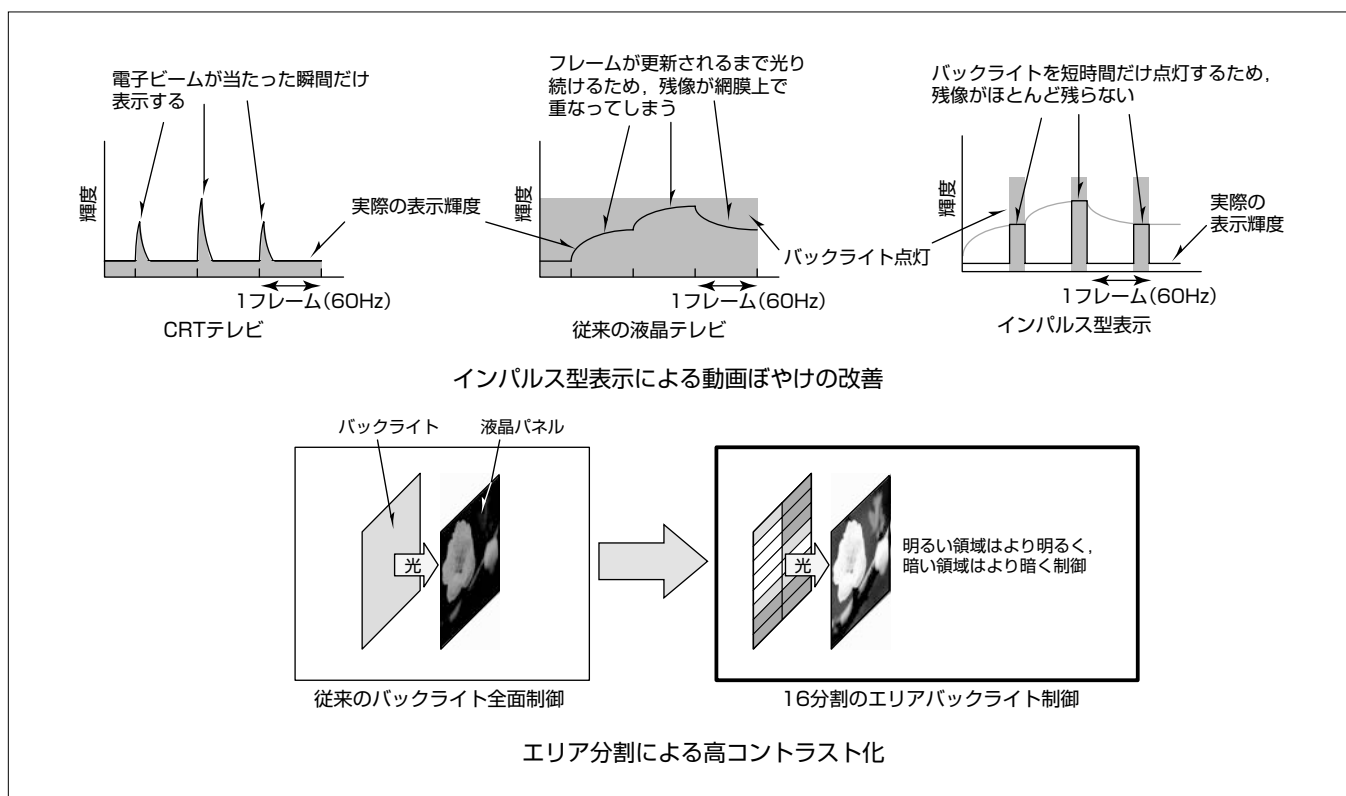 電子ビームが当たった瞬間だけ
表示する
輝度
1フレーム(60Hz)
CRTテレビ
フレームが更新されるまで光り
続けるため,残像が網膜上で
重なってしまう
実際の表示輝度
輝度
バックライト点灯
1フレーム(60Hz)
従来の液晶テレビ
バックライトを短時間だけ点灯するため,
残像がほとんど残らない
輝度
実際の
表示輝度
1フレーム(60Hz)
インパルス型表示
インパルス型表示による動画ぼやけの改善
バックライト
液晶パネル
光
従来のバックライト全面制御
光
明るい領域はより明るく,
暗い領域はより暗く制御
16分割のエリアバックライト制御
エリア分割による高コントラスト化